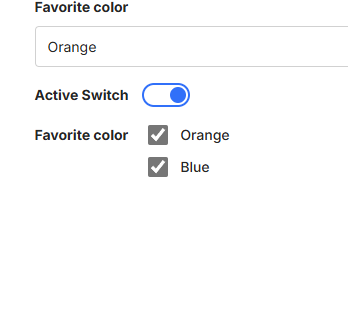 Favorite color
Orange
Active Switch
Favorite color Orange
Blue